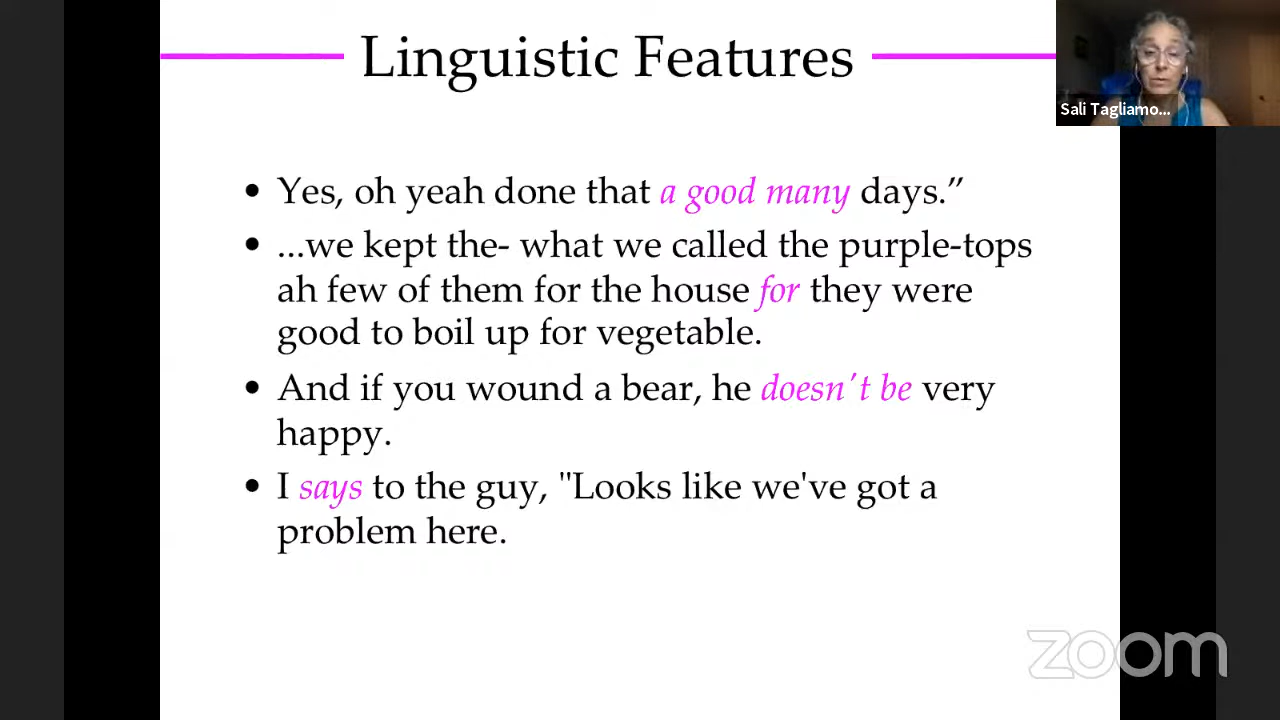 Linguistic Features
Sali Tagliamo...
• Yes, oh yeah done that a good many days.”
• ...we kept the- what we called the purple-tops
ah few of them for the house for they were
good to boil up for vegetable.
• And if you wound a bear, he doesn't be very
happy.
• I says to the guy, "Looks like we've got a
problem here.
zoom